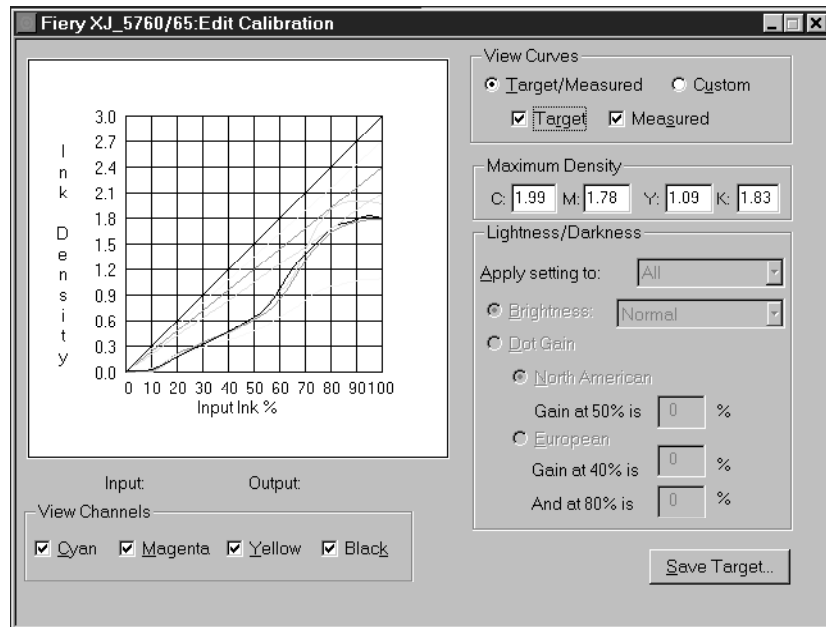 Fiery XJ_5760/65:Edit Calibration
Ink Density
3.0
2.7
2.4
2.1
1.8
1.5
1.2
0.9
0.6
0.3
0.0
0 10 20 30 40 50 60 70 80 90 100
Input Ink %
Input: Output:
View Channels
Cyan Magenta Yellow Black
View Curves
Target/Measured Custom
Target Measured
Maximum Density
C: 1.99 M: 1.78 Y: 1.09 K: 1.83
Lightness/Darkness
Apply setting to: All
Brightness: Normal
Dot Gain
North American
Gain at 50% is 0 %
European
Gain at 40% is 0 %
And at 80% is 0 %
Save Target...